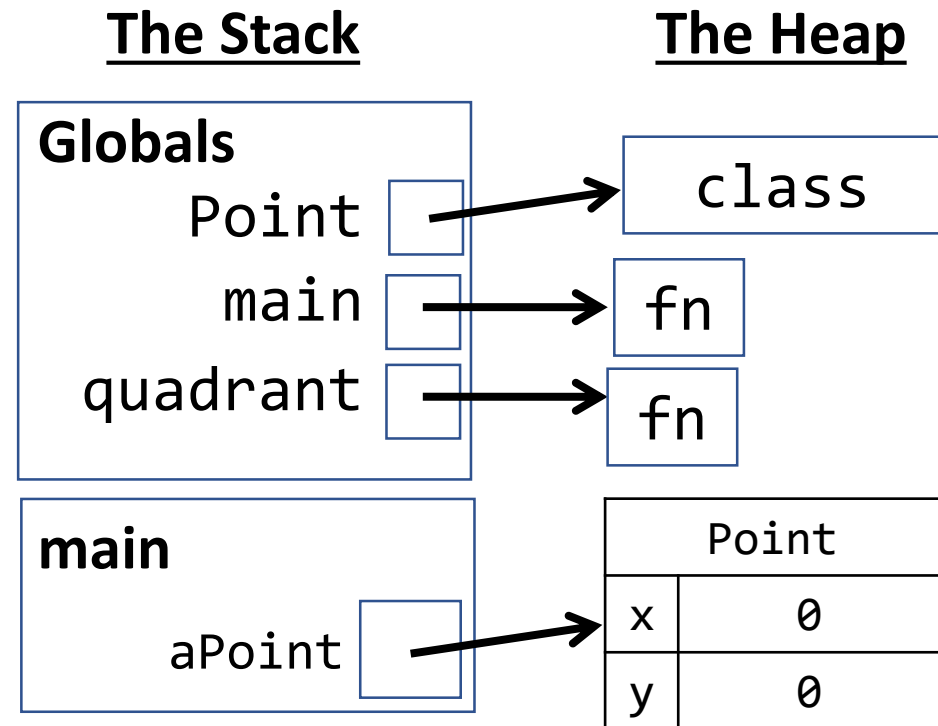 The Stack The Heap
Globals
Point class
main fn
quadrant fn
main Point
x 0
aPoint
y 0